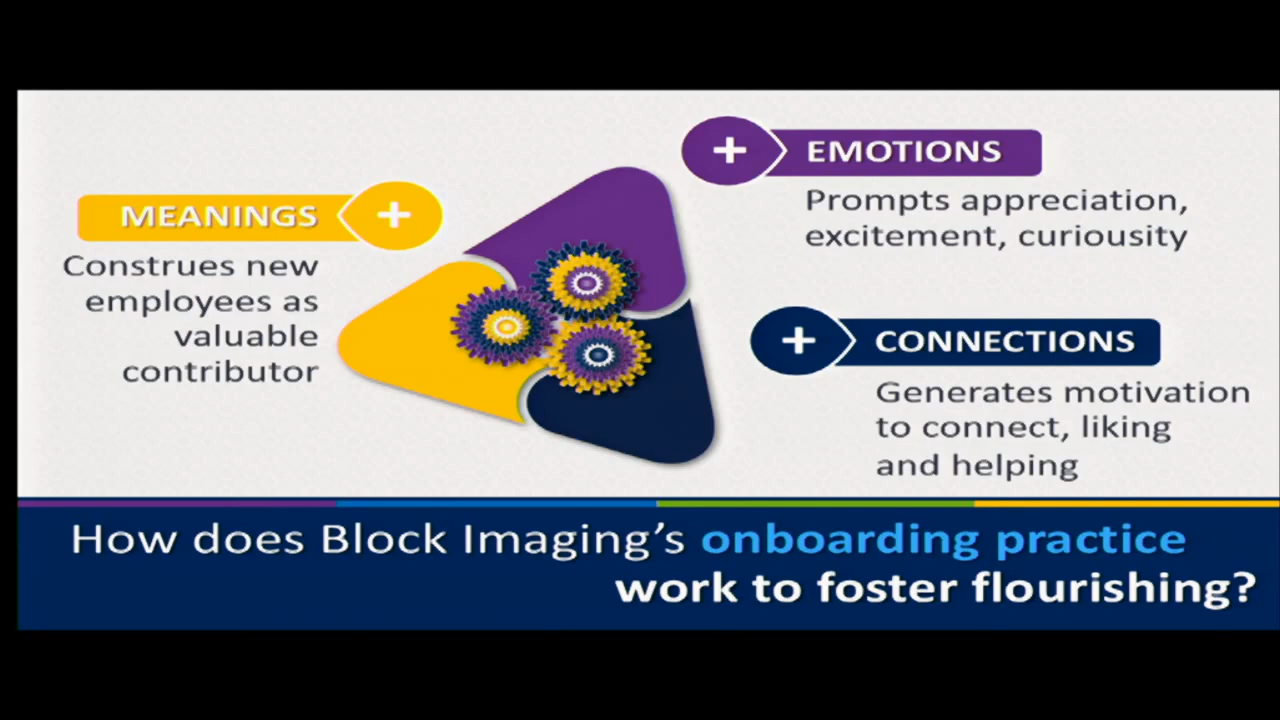 MEANINGS
Construes new
employees as
valuable
contributor
EMOTIONS
Prompts appreciation,
excitement, curiousity
CONNECTIONS
Generates motivation
to connect, liking
and helping
How does Block Imaging's onboarding practice
work to foster flourishing?